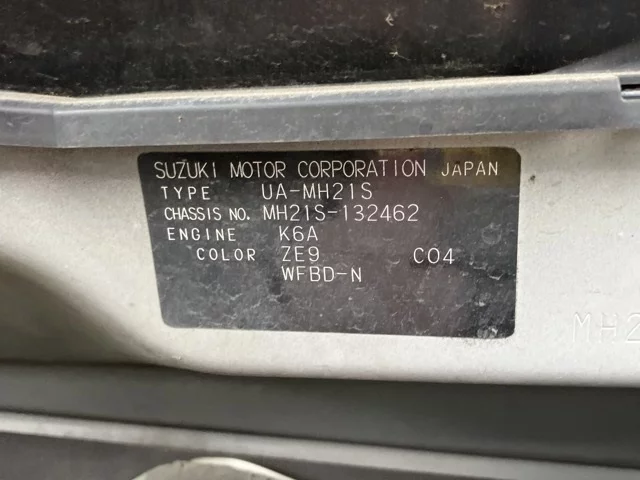 SUZUKI MOTOR CORPORATION JAPAN
TYPE UA-MH21S
CHASSIS NO. MH21S-132462
ENGINE K6A
COLOR ZE9 C04
WFBD-N
MH2